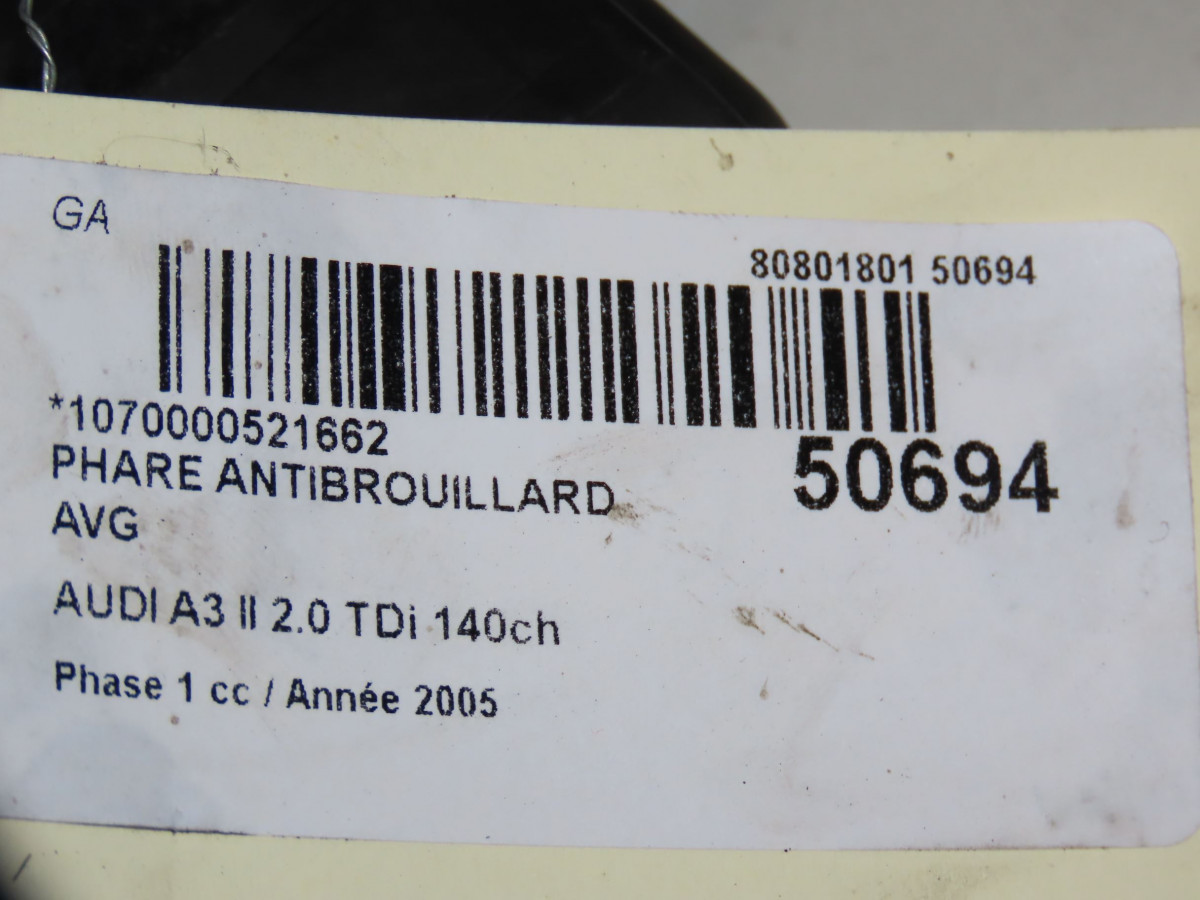 GA
80801801 50694
*1070000521662
50694
PHARE ANTIBROUILLARD
AVG
AUDI A3 II 2.0 TDi 140ch
Phase 1 cc / Année 2005